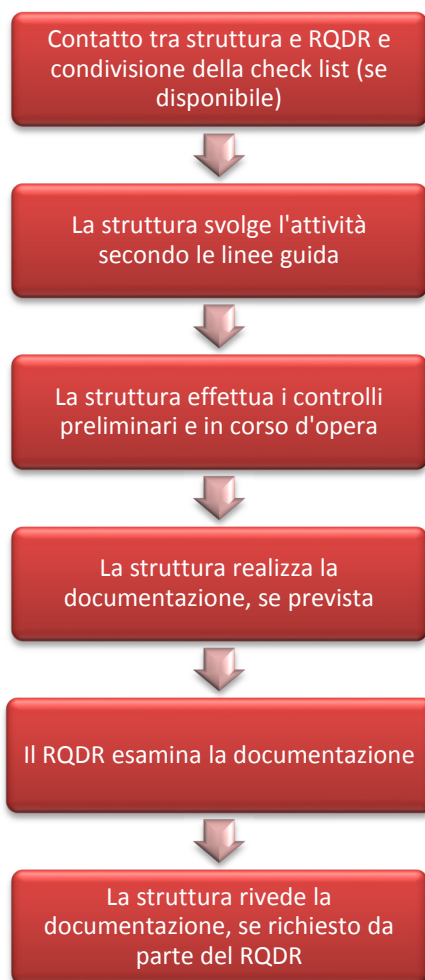 Contatto tra struttura e RQDR e
condivisione della check list (se
disponibile)
La struttura svolge l'attività
secondo le linee guida
La struttura effettua i controlli
preliminari e in corso d'opera
La struttura realizza la
documentazione, se prevista
Il RQDR esamina la documentazione
La struttura rivede la
documentazione, se richiesto da
parte del RQDR